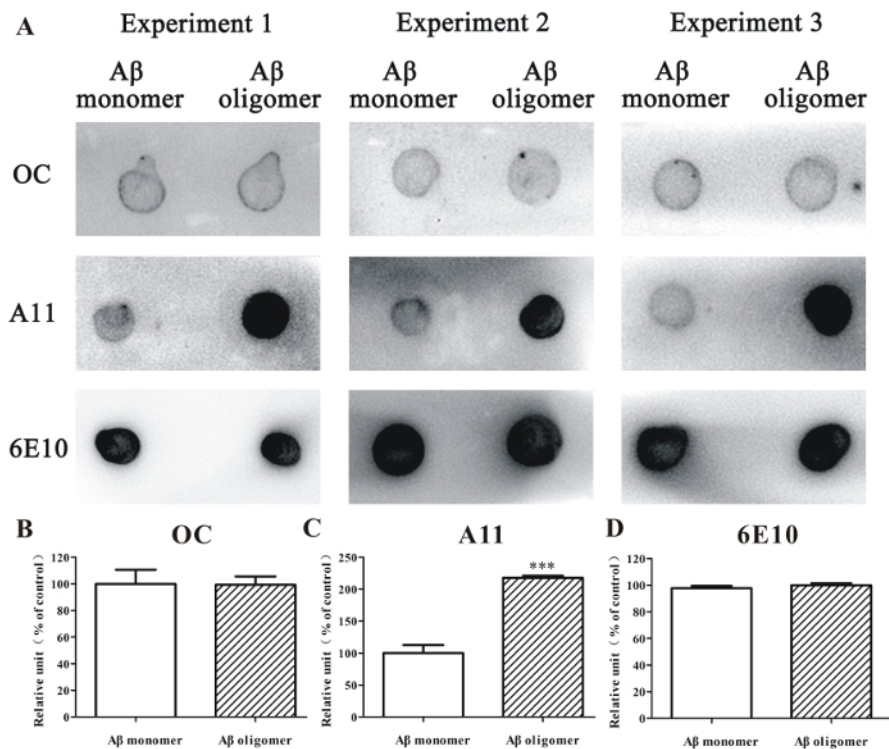 A
Experiment 1
Experiment 2
Experiment 3
Aβ monomer
Aβ oligomer
Aβ monomer
Aβ oligomer
Aβ monomer
Aβ oligomer
OC
A11
6E10
B
OC
Relative unit（% of control）
120
100
80
60
40
20
0
Aβ monomer
Aβ oligomer
C
A11
Relative unit（% of control）
250
200
150
100
50
0
***
Aβ monomer
Aβ oligomer
D
6E10
Relative unit（% of control）
120
100
80
60
40
20
0
Aβ monomer
Aβ oligomer